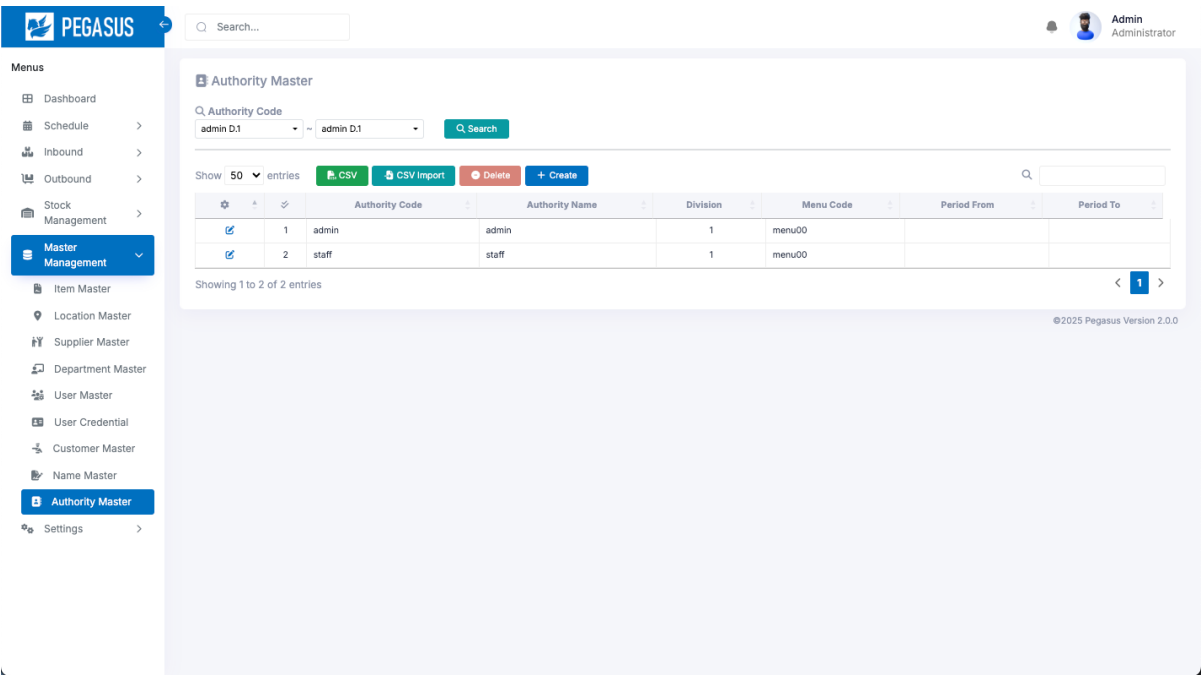 PEGASUS
Search...
Admin
Administrator
Menus
Dashboard
Schedule
Inbound
Outbound
Stock
Management
Master
Management
Item Master
Location Master
Supplier Master
Department Master
User Master
User Credential
Customer Master
Name Master
Authority Master
Settings
Authority Master
Authority Code
admin D.1 ~ admin D.1 Search
Show 50 entries CSV CSV Import Delete + Create
Authority Code Authority Name Division Menu Code Period From Period To
1 admin admin 1 menu00
2 staff staff 1 menu00
Showing 1 to 2 of 2 entries
1
©2025 Pegasus Version 2.0.0